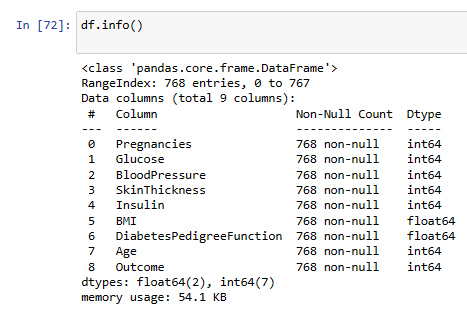 In [72]: df.info()
<class 'pandas.core.frame.DataFrame'>
RangeIndex: 768 entries, 0 to 767
Data columns (total 9 columns):
 #   Column                    Non-Null Count  Dtype
---  ------                    --------------  -----
 0   Pregnancies               768 non-null    int64
 1   Glucose                   768 non-null    int64
 2   BloodPressure             768 non-null    int64
 3   SkinThickness             768 non-null    int64
 4   Insulin                   768 non-null    int64
 5   BMI                       768 non-null    float64
 6   DiabetesPedigreeFunction  768 non-null    float64
 7   Age                       768 non-null    int64
 8   Outcome                   768 non-null    int64
dtypes: float64(2), int64(7)
memory usage: 54.1 KB